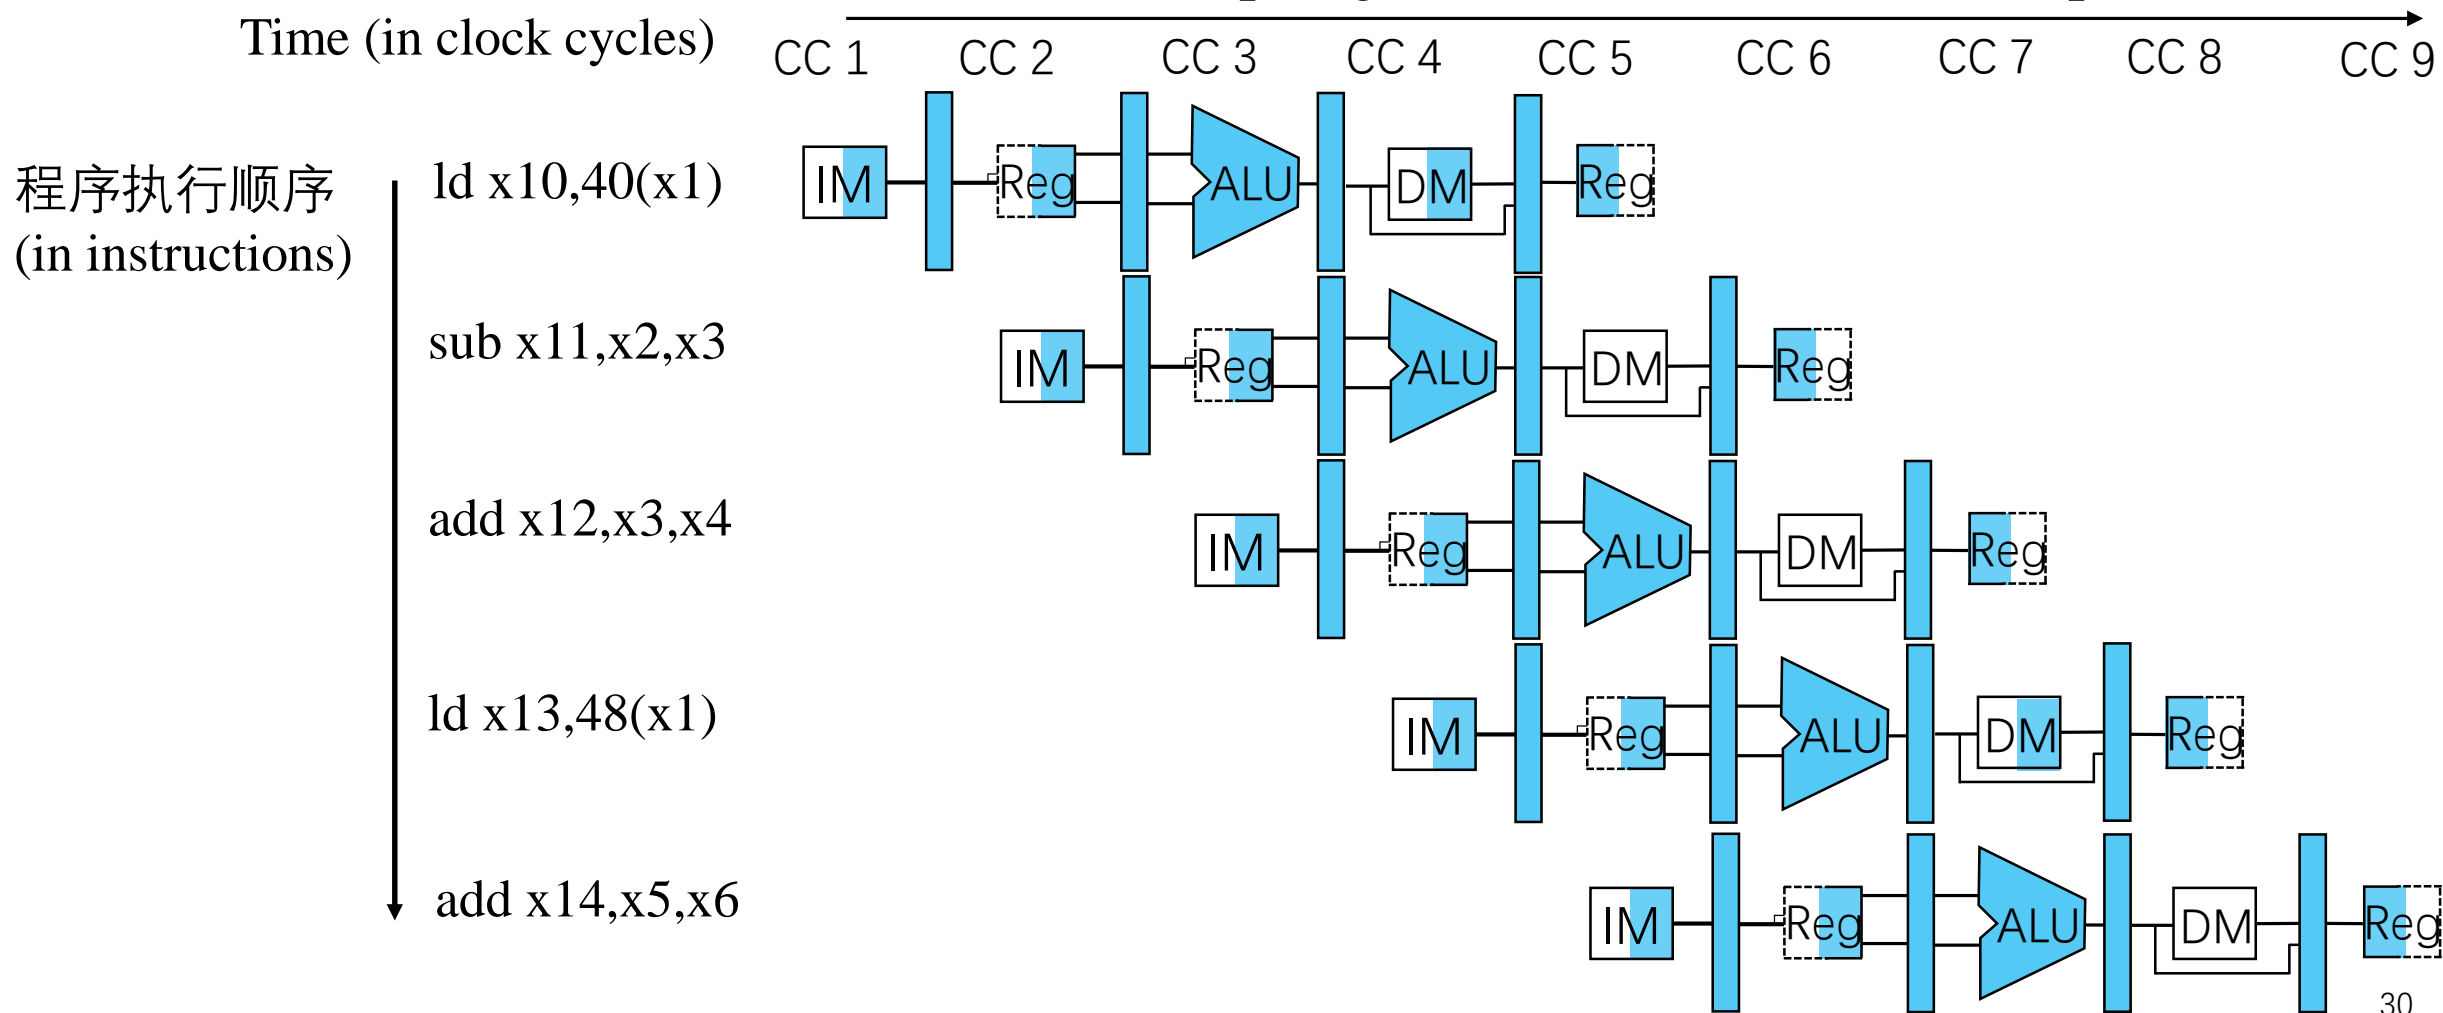 Time (in clock cycles)
CC 1 CC 2 CC 3 CC 4 CC 5 CC 6 CC 7 CC 8 CC 9
程序执行顺序
(in instructions)
ld x10,40(x1)
IM Reg ALU DM Reg
sub x11,x2,x3
IM Reg ALU DM Reg
add x12,x3,x4
IM Reg ALU DM Reg
ld x13,48(x1)
IM Reg ALU DM Reg
add x14,x5,x6
IM Reg ALU DM Reg
30